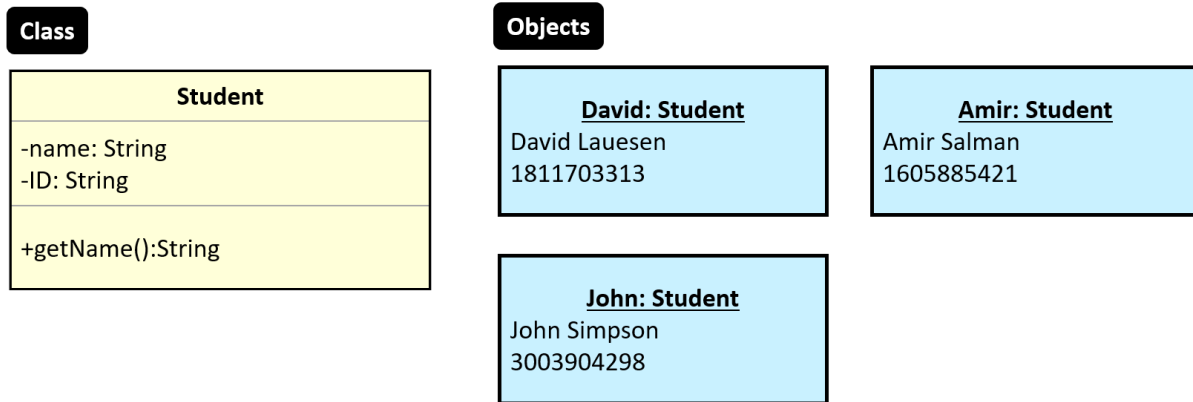 Class
Student
-name: String
-ID: String
+getName():String
Objects
David: Student
David Lauesen
1811703313
Amir: Student
Amir Salman
1605885421
John: Student
John Simpson
3003904298